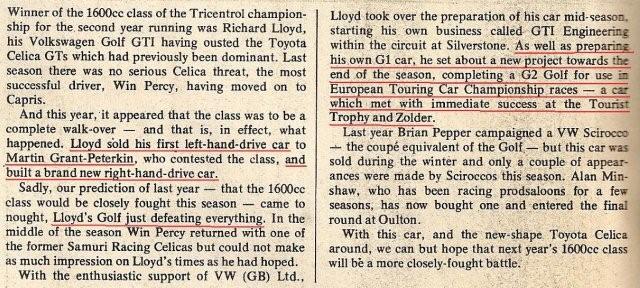 Winner of the 1600cc class of the Tricentrol champion-
ship for the second year running was Richard Lloyd,
his Volkswagen Golf GTI having ousted the Toyota
Celica GTs which had previously been dominant. Last
season there was no serious Celica threat, the most
successful driver, Win Percy, having moved on to
Capris.
And this year, it appeared that the class was to be a
complete walk-over — and that is, in effect, what
happened. Lloyd sold his first left-hand-drive car to
Martin Grant-Peterkin, who contested the class, and
built a brand new right-hand-drive car.
Sadly, our prediction of last year — that the 1600cc
class would be closely fought this season — came to
nought, Lloyd's Golf just defeating everything. In the
middle of the season Win Percy returned with one of
the former Samuri Racing Celicas but could not make
as much impression on Lloyd's times as he had hoped.
With the enthusiastic support of VW (GB) Ltd.,
Lloyd took over the preparation of his car mid-season,
starting his own business called GTI Engineering
within the circuit at Silverstone. As well as preparing
his own G1 car, he set about a new project towards the
end of the season, completing a G2 Golf for use in
European Touring Car Championship races — a car
which met with immediate success at the Tourist
Trophy and Zolder.
Last year Brian Pepper campaigned a VW Scirocco
— the coupé equivalent of the Golf — but this car was
sold during the winter and only a couple of appear-
ances were made by Sciroccos this season. Alan Min-
shaw, who has been racing prodsaloons for a few
seasons, has now bought one and entered the final
round at Oulton.
With this car, and the new-shape Toyota Celica
around, we can but hope that next year's 1600cc class
will be a more closely-fought battle.